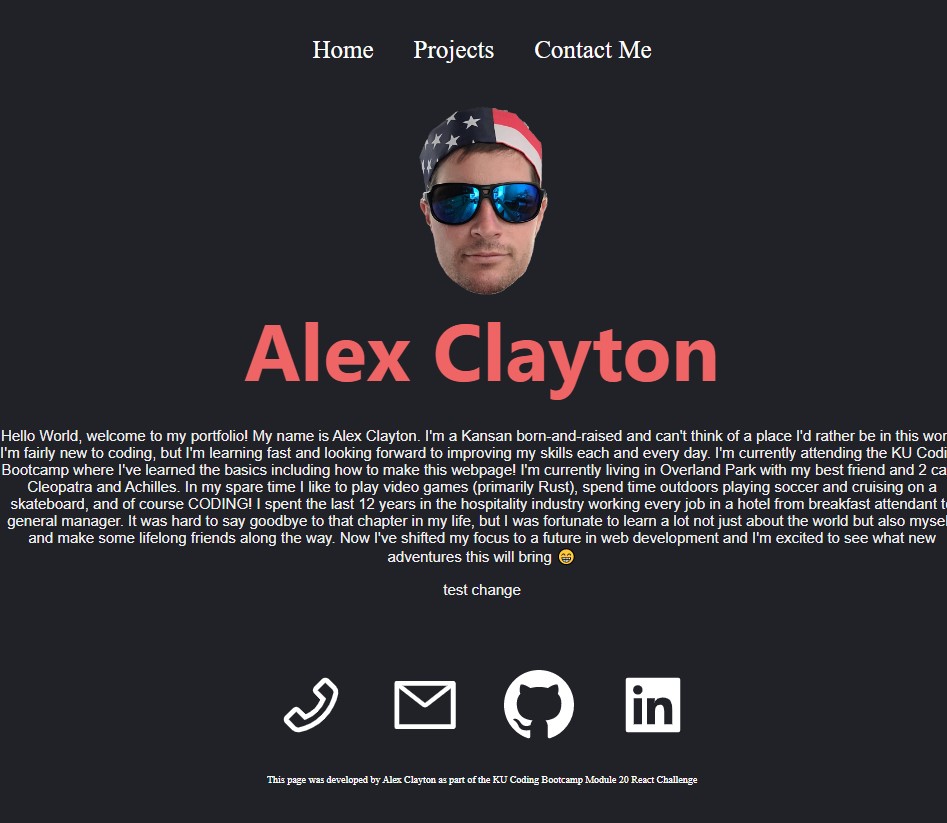 Home Projects Contact Me
Alex Clayton
Hello World, welcome to my portfolio! My name is Alex Clayton. I'm a Kansan born-and-raised and can't think of a place I'd rather be in this
I'm fairly new to coding, but I'm learning fast and looking forward to improving my skills each and every day. I'm currently attending the KU
Bootcamp where I've learned the basics including how to make this webpage! I'm currently living in Overland Park with my best friend and 2
Cleopatra and Achilles. In my spare time I like to play video games (primarily Rust), spend time outdoors playing soccer and cruising on a
skateboard, and of course CODING! I spent the last 12 years in the hospitality industry working every job in a hotel from breakfast attendant
general manager. It was hard to say goodbye to that chapter in my life, but I was fortunate to learn a lot not just about the world but also
and make some lifelong friends along the way. Now I've shifted my focus to a future in web development and I'm excited to see what new
adventures this will bring 😁
test change
in
This page was developed by Alex Clayton as part of the KU Coding Bootcamp Module 20 React Challenge